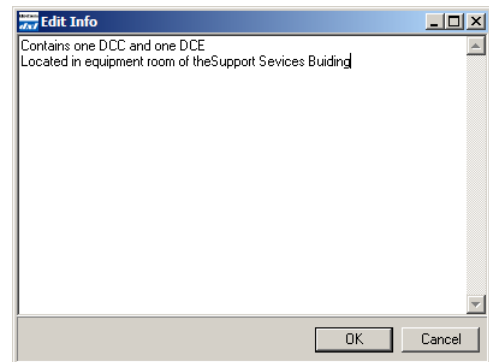 Edit Info
Contains one DCC and one DCE
Located in equipment room of theSupport Sevices Buiding
OK
Cancel